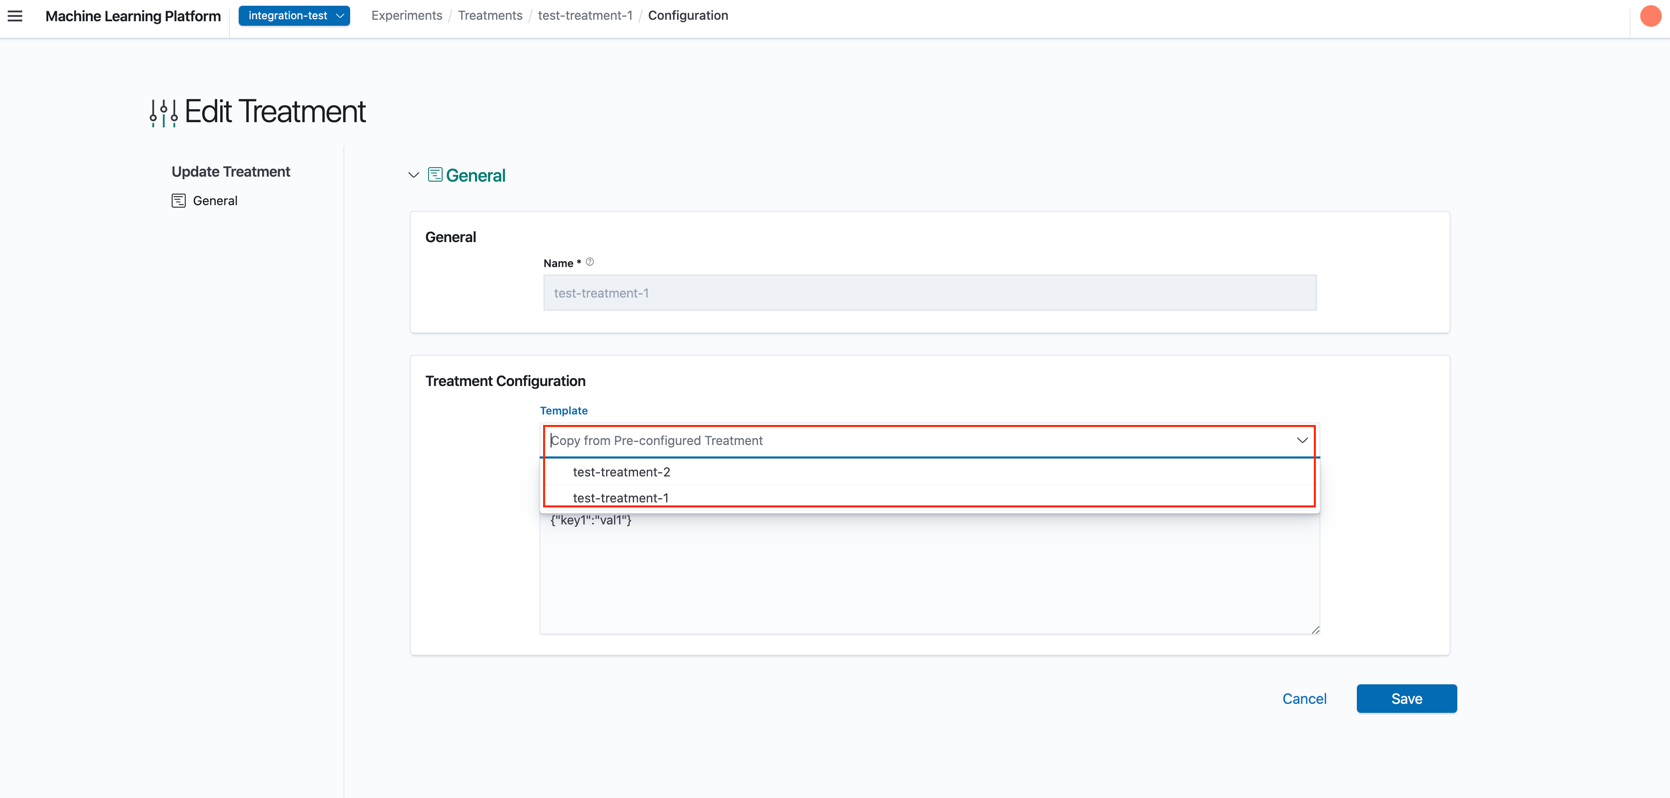 Machine Learning Platform
integration-test
Experiments / Treatments / test-treatment-1 / Configuration
Edit Treatment
Update Treatment
General
General
General
Name *
test-treatment-1
Treatment Configuration
Template
Copy from Pre-configured Treatment
test-treatment-2
test-treatment-1
{"key1":"val1"}
Cancel
Save